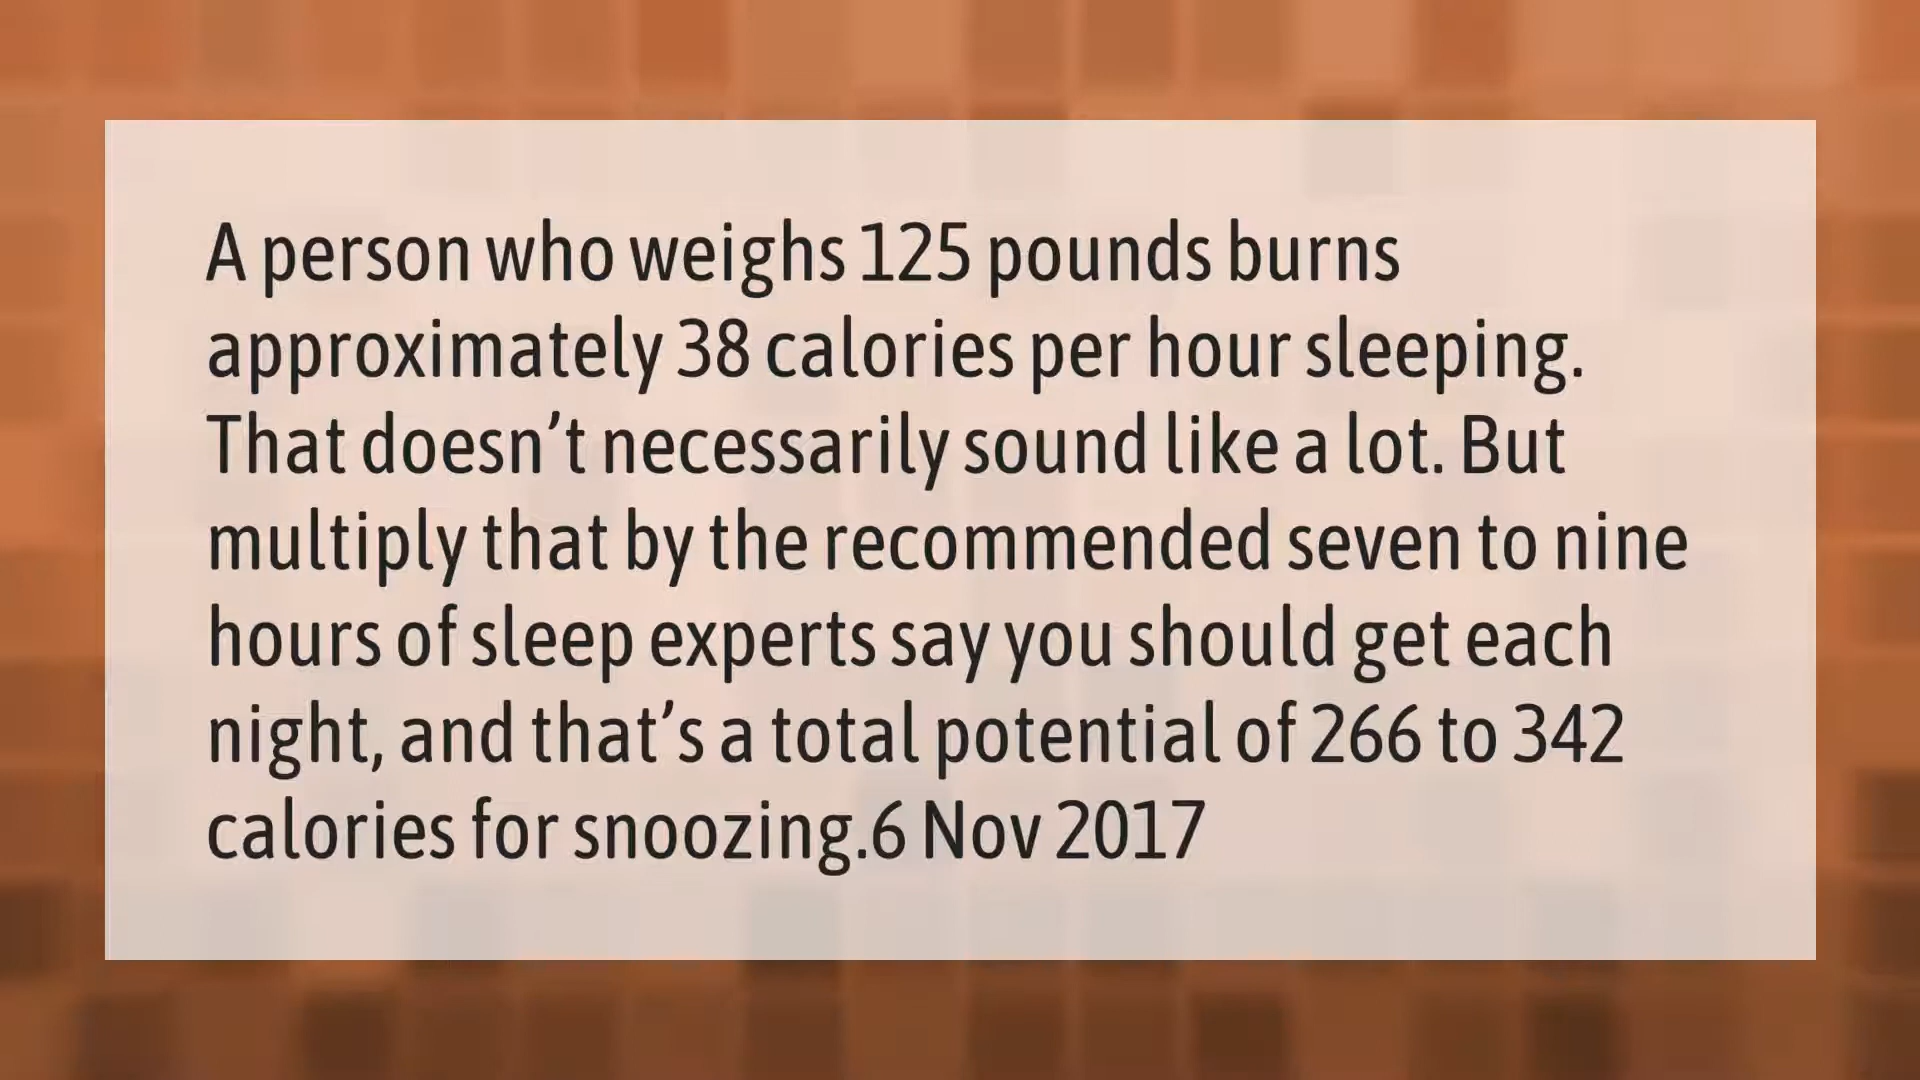 A person who weighs 125 pounds burns
approximately 38 calories per hour sleeping.
That doesn’t necessarily sound like a lot. But
multiply that by the recommended seven to nine
hours of sleep experts say you should get each
night, and that’s a total potential of 266 to 342
calories for snoozing.6 Nov 2017